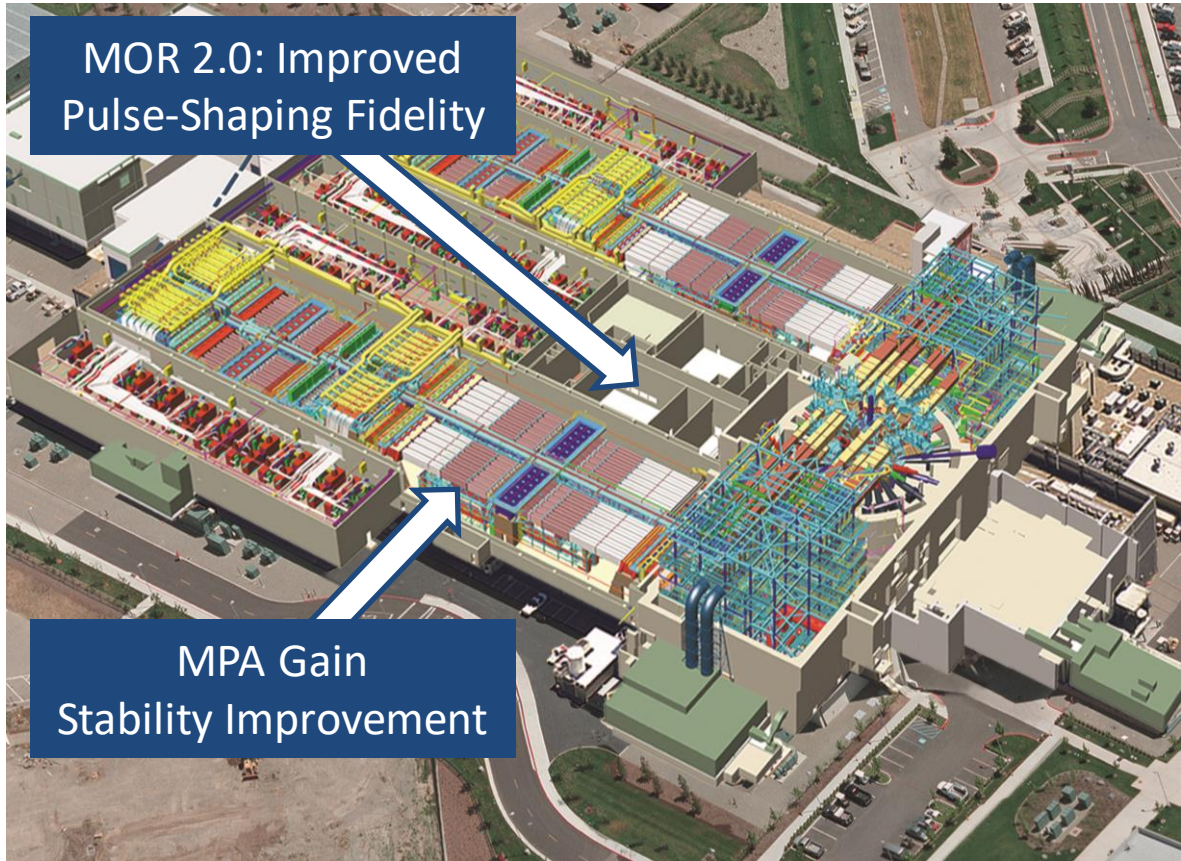 MOR 2.0: Improved
Pulse-Shaping Fidelity
MPA Gain
Stability Improvement